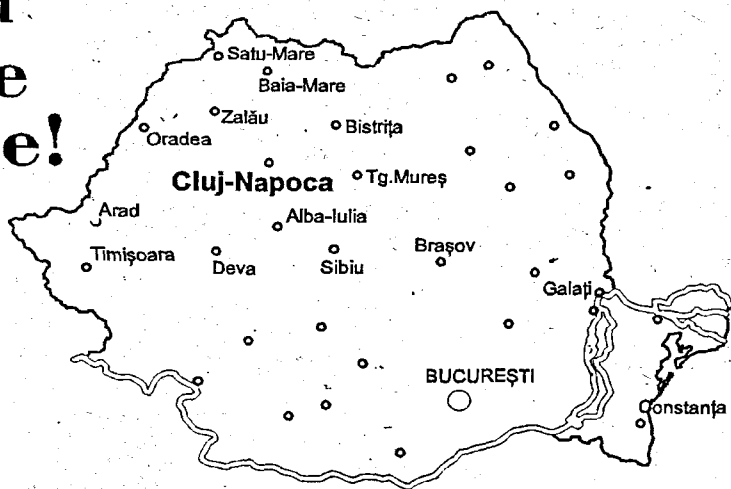 e
e!
Satu-Mare
Baia-Mare
Zalău
Bistrița
Oradea
Cluj-Napoca
Tg.Mureș
Arad
Alba-Iulia
Timișoara
Deva
Sibiu
Brașov
Galați
BUCUREȘTI
Constanța